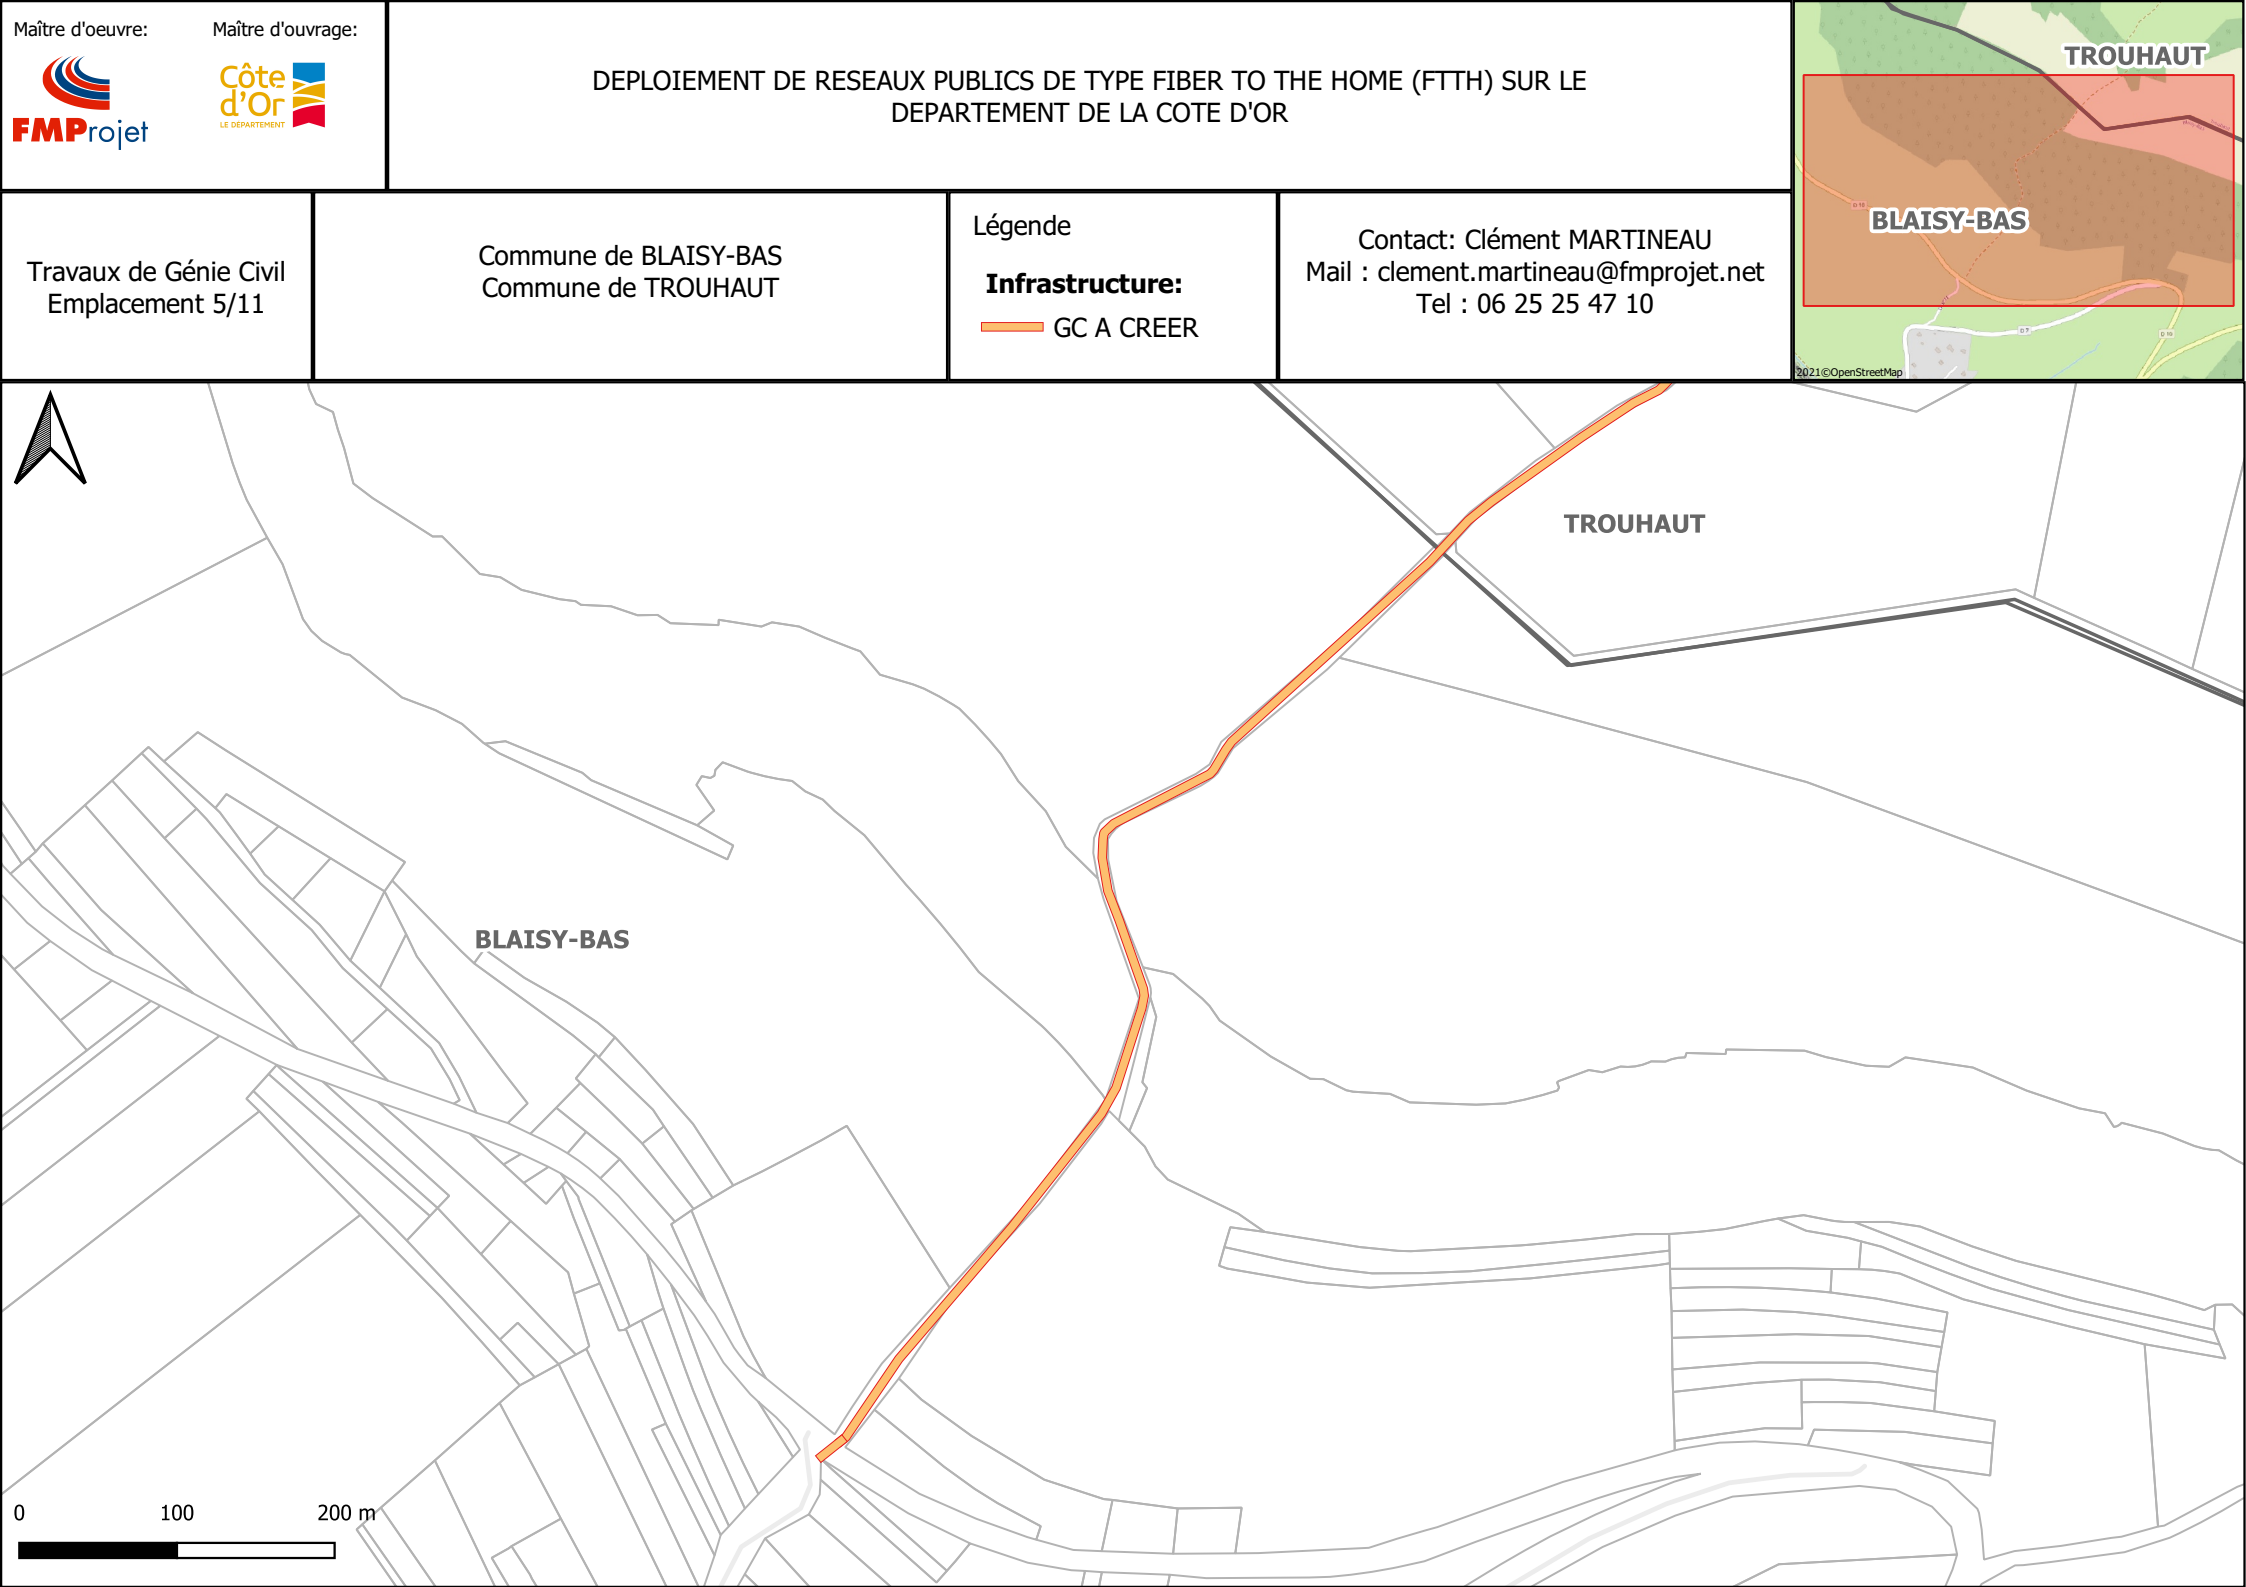 Maître d'oeuvre:
Maître d'ouvrage:
FMProjet
Côte
d'Or
LE DÉPARTEMENT
DEPLOIEMENT DE RESEAUX PUBLICS DE TYPE FIBER TO THE HOME (FTTH) SUR LE
DEPARTEMENT DE LA COTE D'OR
Travaux de Génie Civil
Emplacement 5/11
Commune de BLAISY-BAS
Commune de TROUHAUT
Légende
Infrastructure:
GC A CREER
Contact: Clément MARTINEAU
Mail : clement.martineau@fmprojet.net
Tel : 06 25 25 47 10
TROUHAUT
D 16
BLAISY-BAS
D 7
D 16
2021©OpenStreetMap
TROUHAUT
BLAISY-BAS
0 100 200 m